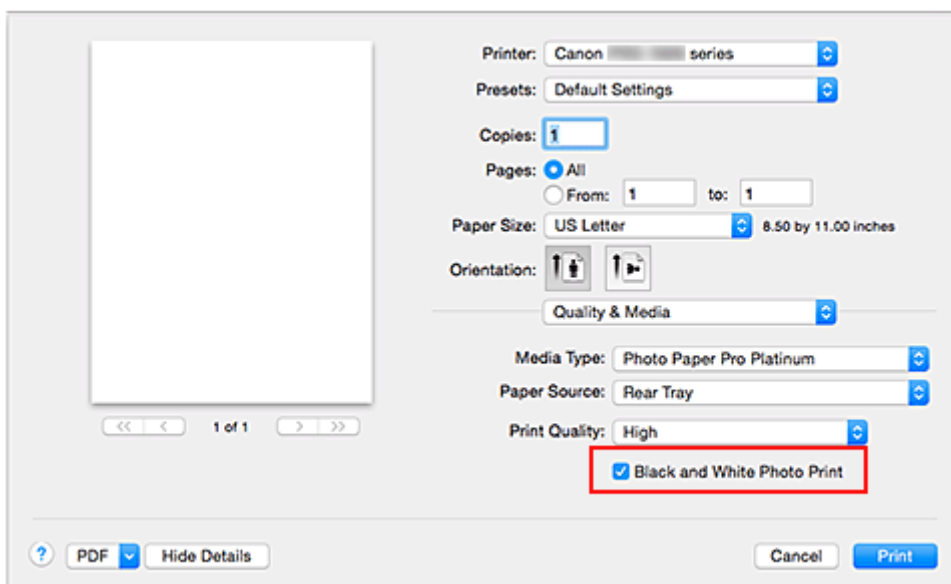 Printer: Canon series
Presets: Default Settings
Copies: 1
Pages: All
From: 1 to: 1
Paper Size: US Letter 8.50 by 11.00 inches
Orientation:
Quality & Media
Media Type: Photo Paper Pro Platinum
Paper Source: Rear Tray
1 of 1
Print Quality: High
Black and White Photo Print
? PDF Hide Details Cancel Print